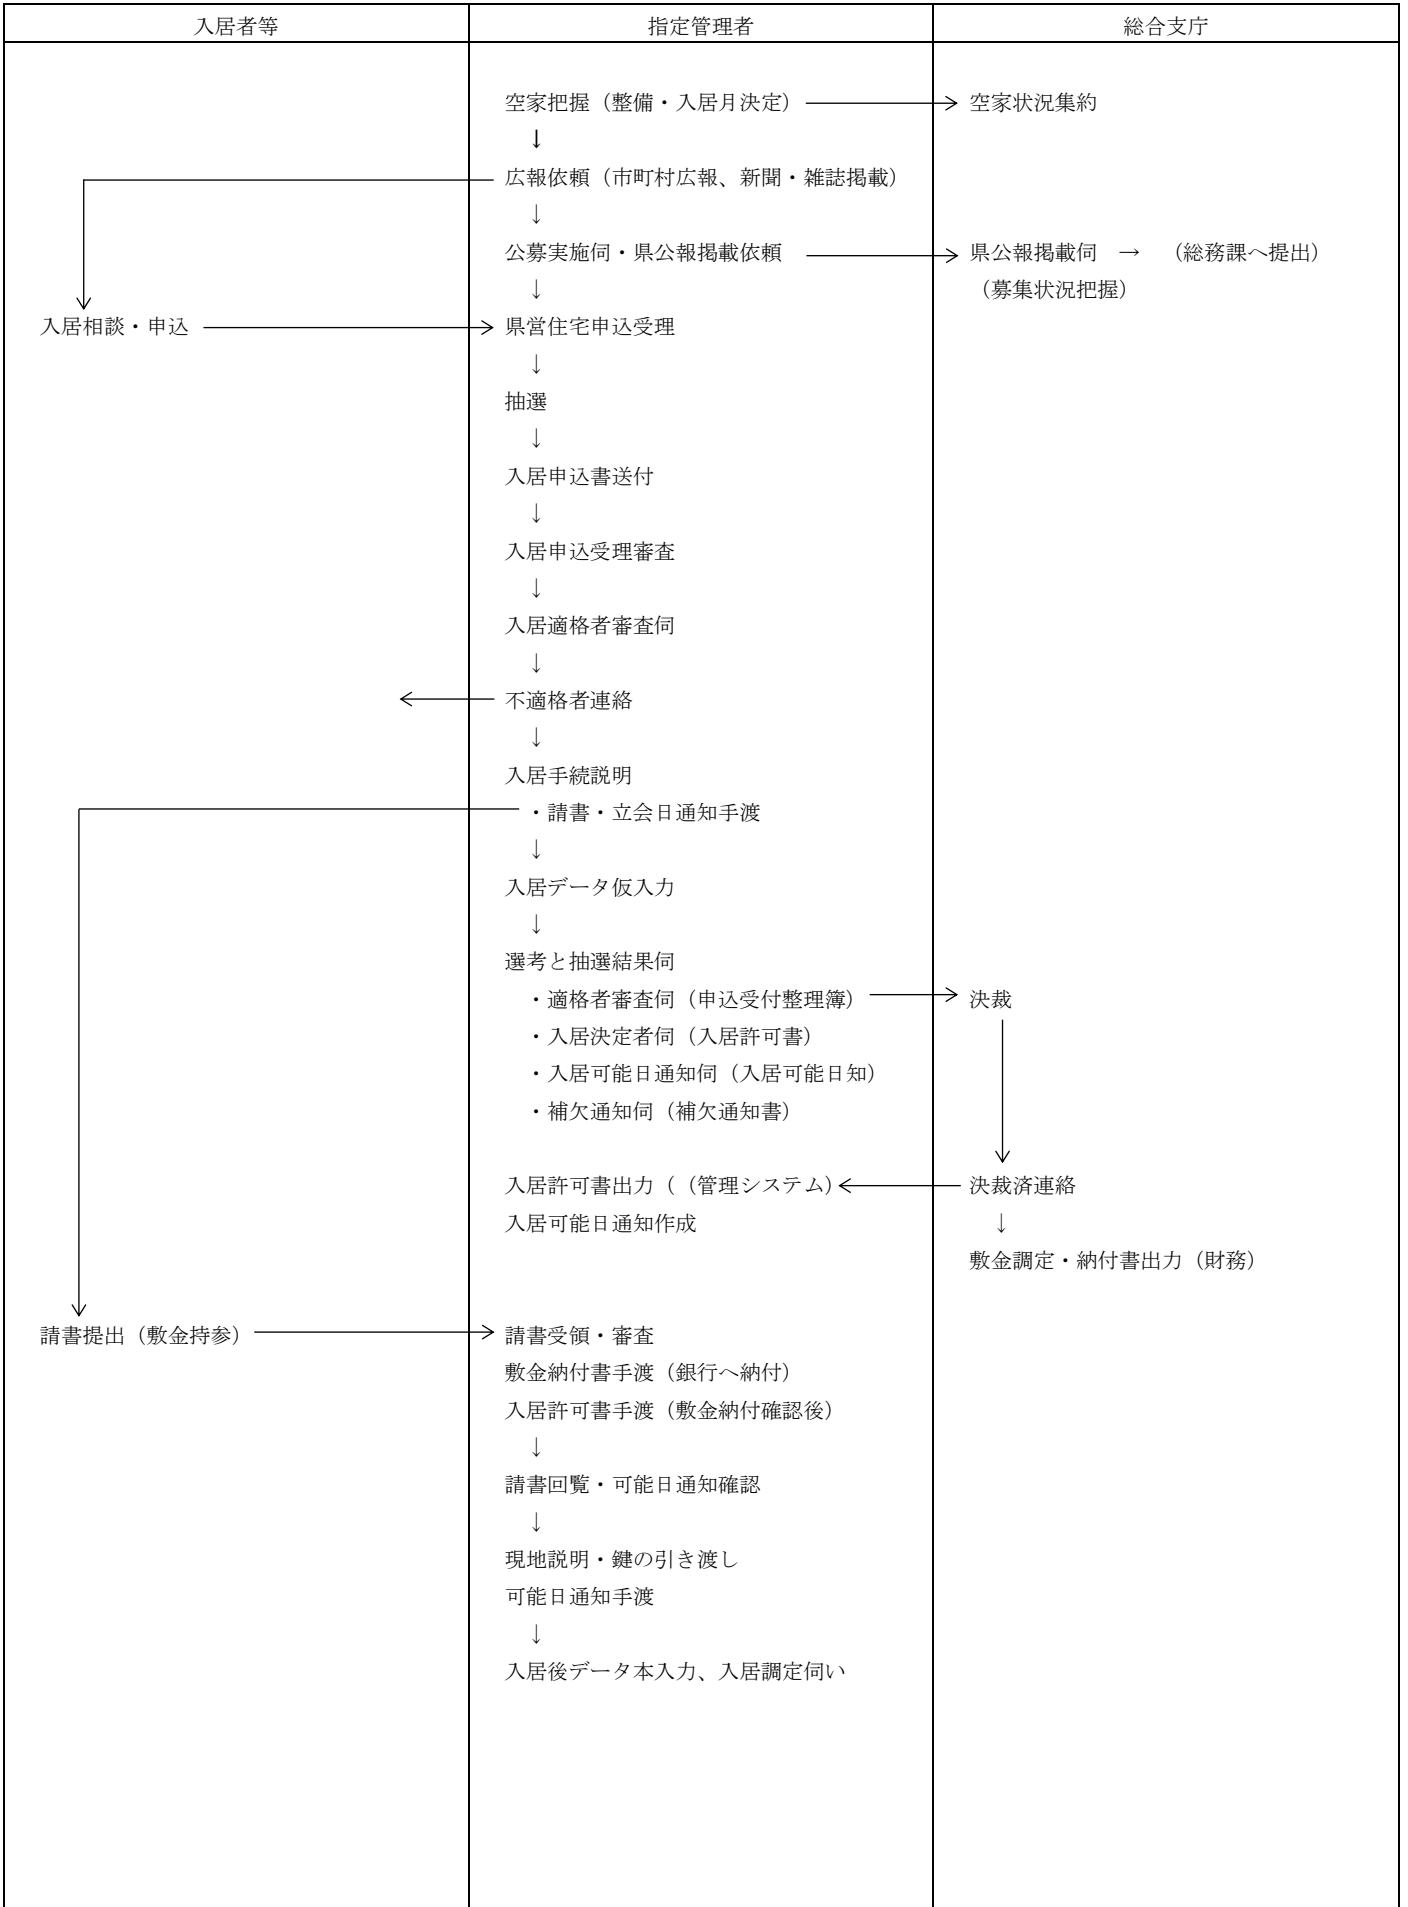 入居者等 指定管理者 総合支庁
空家把握（整備・入居月決定） 空家状況集約
↓
広報依頼（市町村広報、新聞・雑誌掲載）
↓
公募実施伺・県公報掲載依頼 県公報掲載伺 → （総務課へ提出）
↓ （募集状況把握）
入居相談・申込 県営住宅申込受理
↓
抽選
↓
入居申込書送付
↓
入居申込受理審査
↓
入居適格者審査伺
↓
不適格者連絡
↓
入居手続説明
・請書・立会日通知手渡
↓
入居データ仮入力
↓
選考と抽選結果伺
・適格者審査伺（申込受付整理簿） 決裁
・入居決定者伺（入居許可書）
・入居可能日通知伺（入居可能日知）
・補欠通知伺（補欠通知書）
入居許可書出力（（管理システム） 決裁済連絡
入居可能日通知作成 ↓
敷金調定・納付書出力（財務）
請書提出（敷金持参） 請書受領・審査
敷金納付書手渡（銀行へ納付）
入居許可書手渡（敷金納付確認後）
↓
請書回覧・可能日通知確認
↓
現地説明・鍵の引き渡し
可能日通知手渡
↓
入居後データ本入力、入居調定伺い